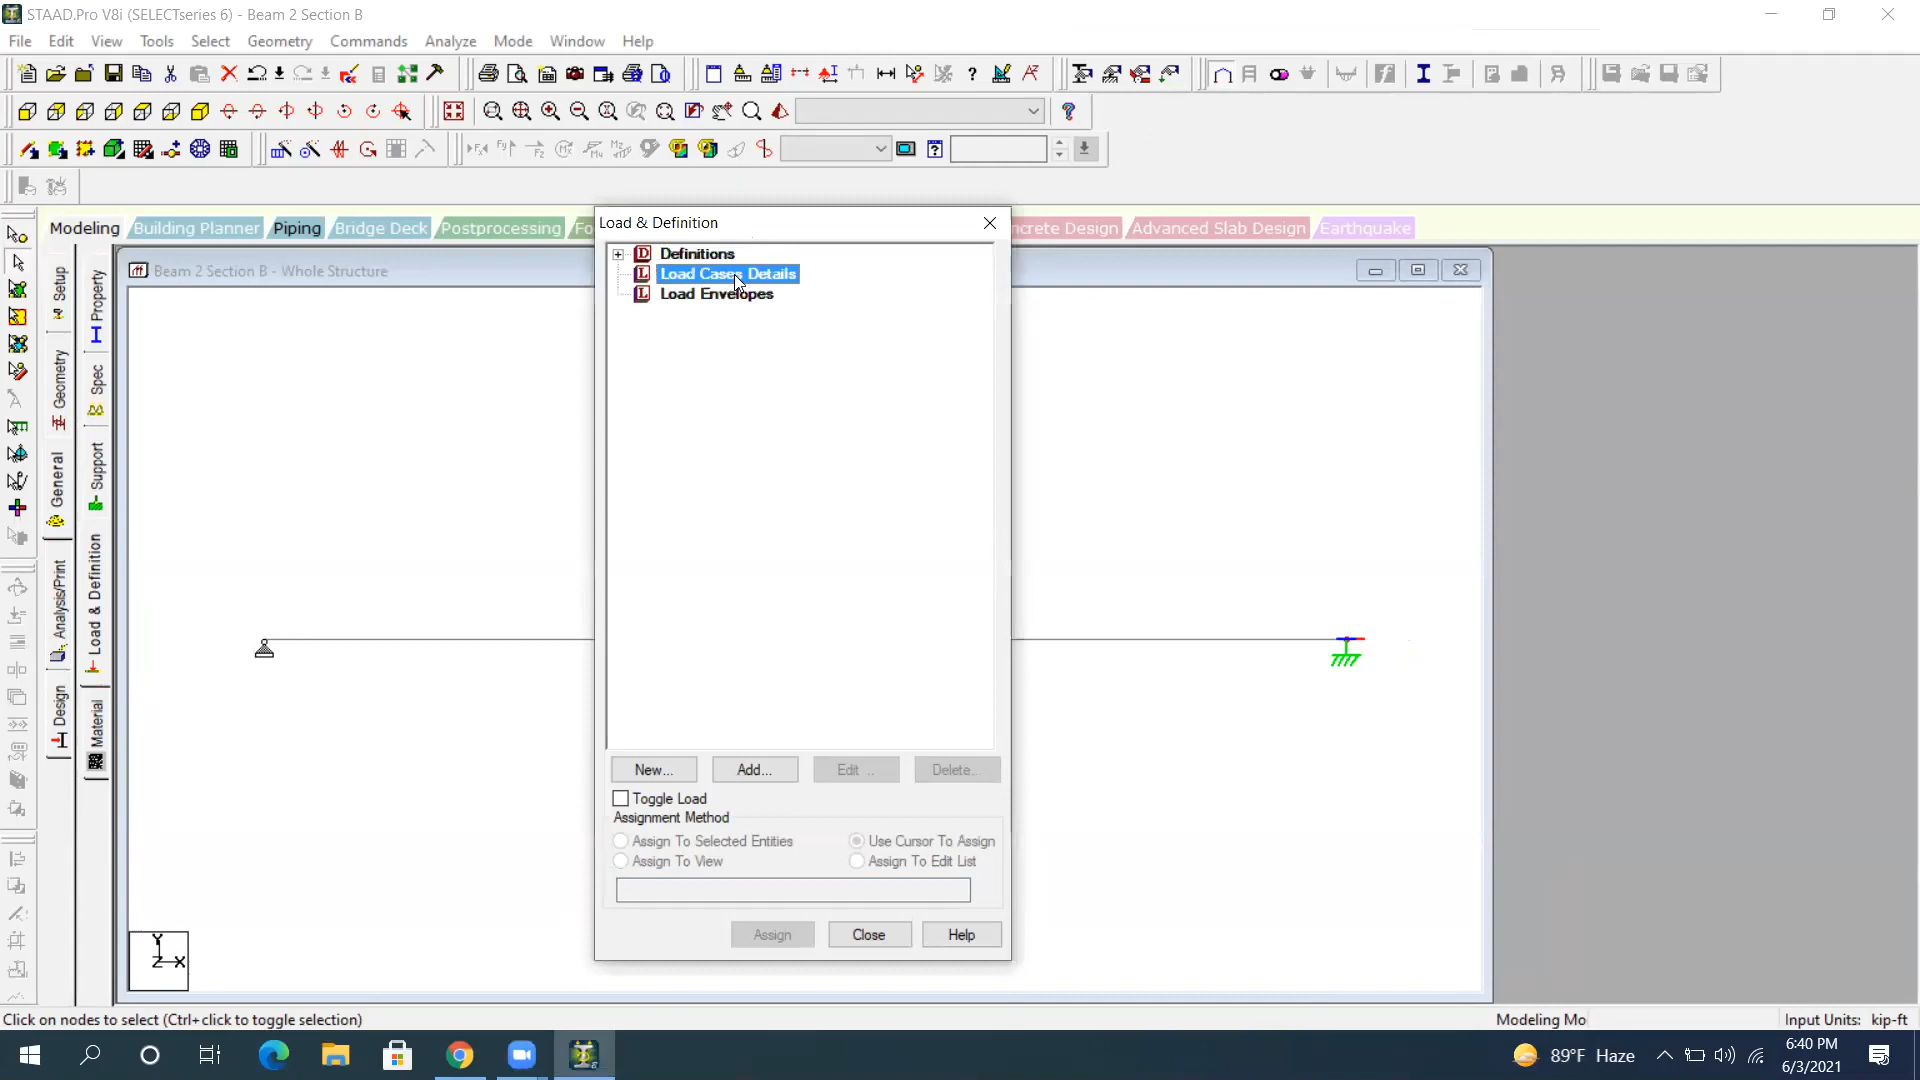 STAAD.Pro V8i (SELECTseries 6) - Beam 2 Section B
File Edit View Tools Select Geometry Commands Analyze Mode Window Help
Modeling Building Planner Piping Bridge Deck Postprocessing Fo ncrete Design Advanced Slab Design Earthquake
Load & Definition
Beam 2 Section B - Whole Structure
Definitions
Load Cases Details
Load Envelopes
Setup
Geometry
General
Analysis/Print
Design
Property
Spec
Support
Load & Definition
Material
New... Add... Edit ... Delete...
Toggle Load
Assignment Method
Assign To Selected Entities Use Cursor To Assign
Assign To View Assign To Edit List
Assign Close Help
Y
Z X
Click on nodes to select (Ctrl+click to toggle selection) Modeling Mo Input Units: kip-ft
89°F Haze
6:40 PM
6/3/2021